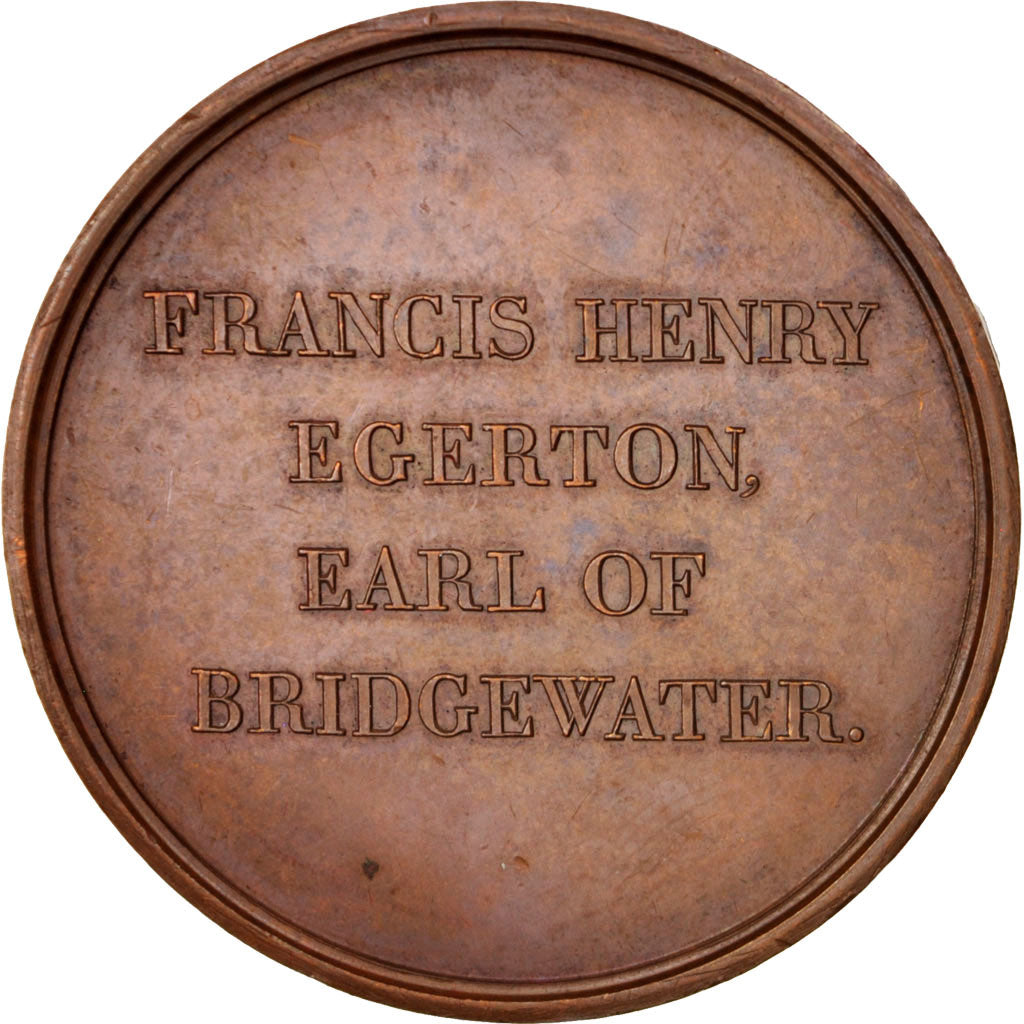 FRANCIS HENRY
EGERTON,
EARL OF
BRIDGEWATER.